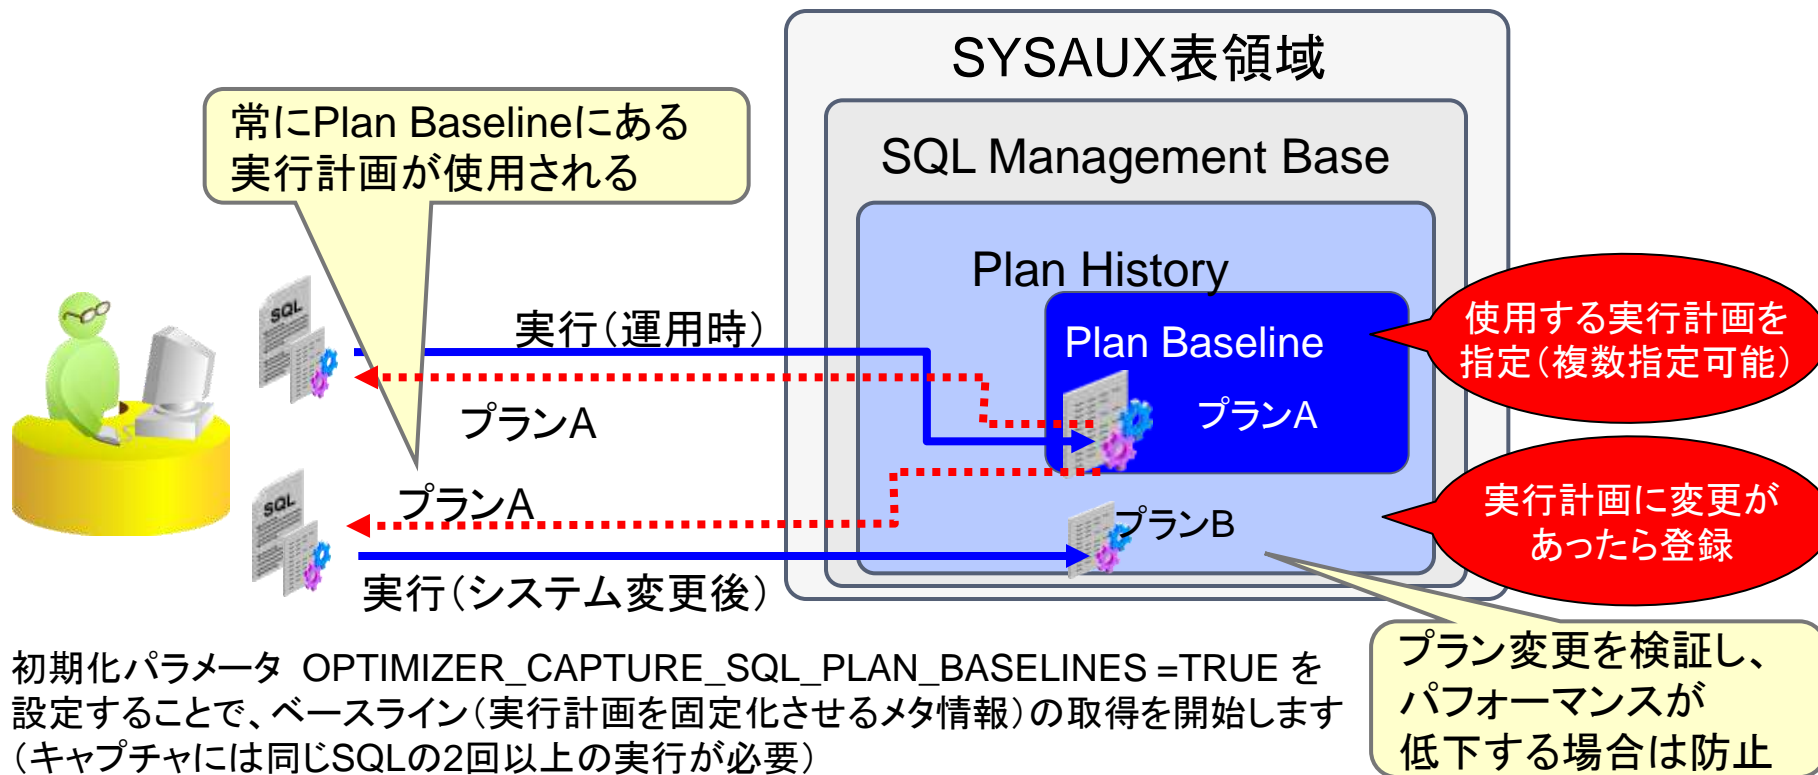 SYSAUX表領域
常にPlan Baselineにある
実行計画が使用される
SQL Management Base
Plan History
SQL
実行(運用時)
Plan Baseline
使用する実行計画を
指定(複数指定可能)
プランA
プランA
SQL
プランA
プランB
実行計画に変更が
あったら登録
実行(システム変更後)
初期化パラメータ OPTIMIZER_CAPTURE_SQL_PLAN_BASELINES =TRUE を
設定することで、ベースライン(実行計画を固定化させるメタ情報)の取得を開始します
(キャプチャには同じSQLの2回以上の実行が必要)
プラン変更を検証し、
パフォーマンスが
低下する場合は防止